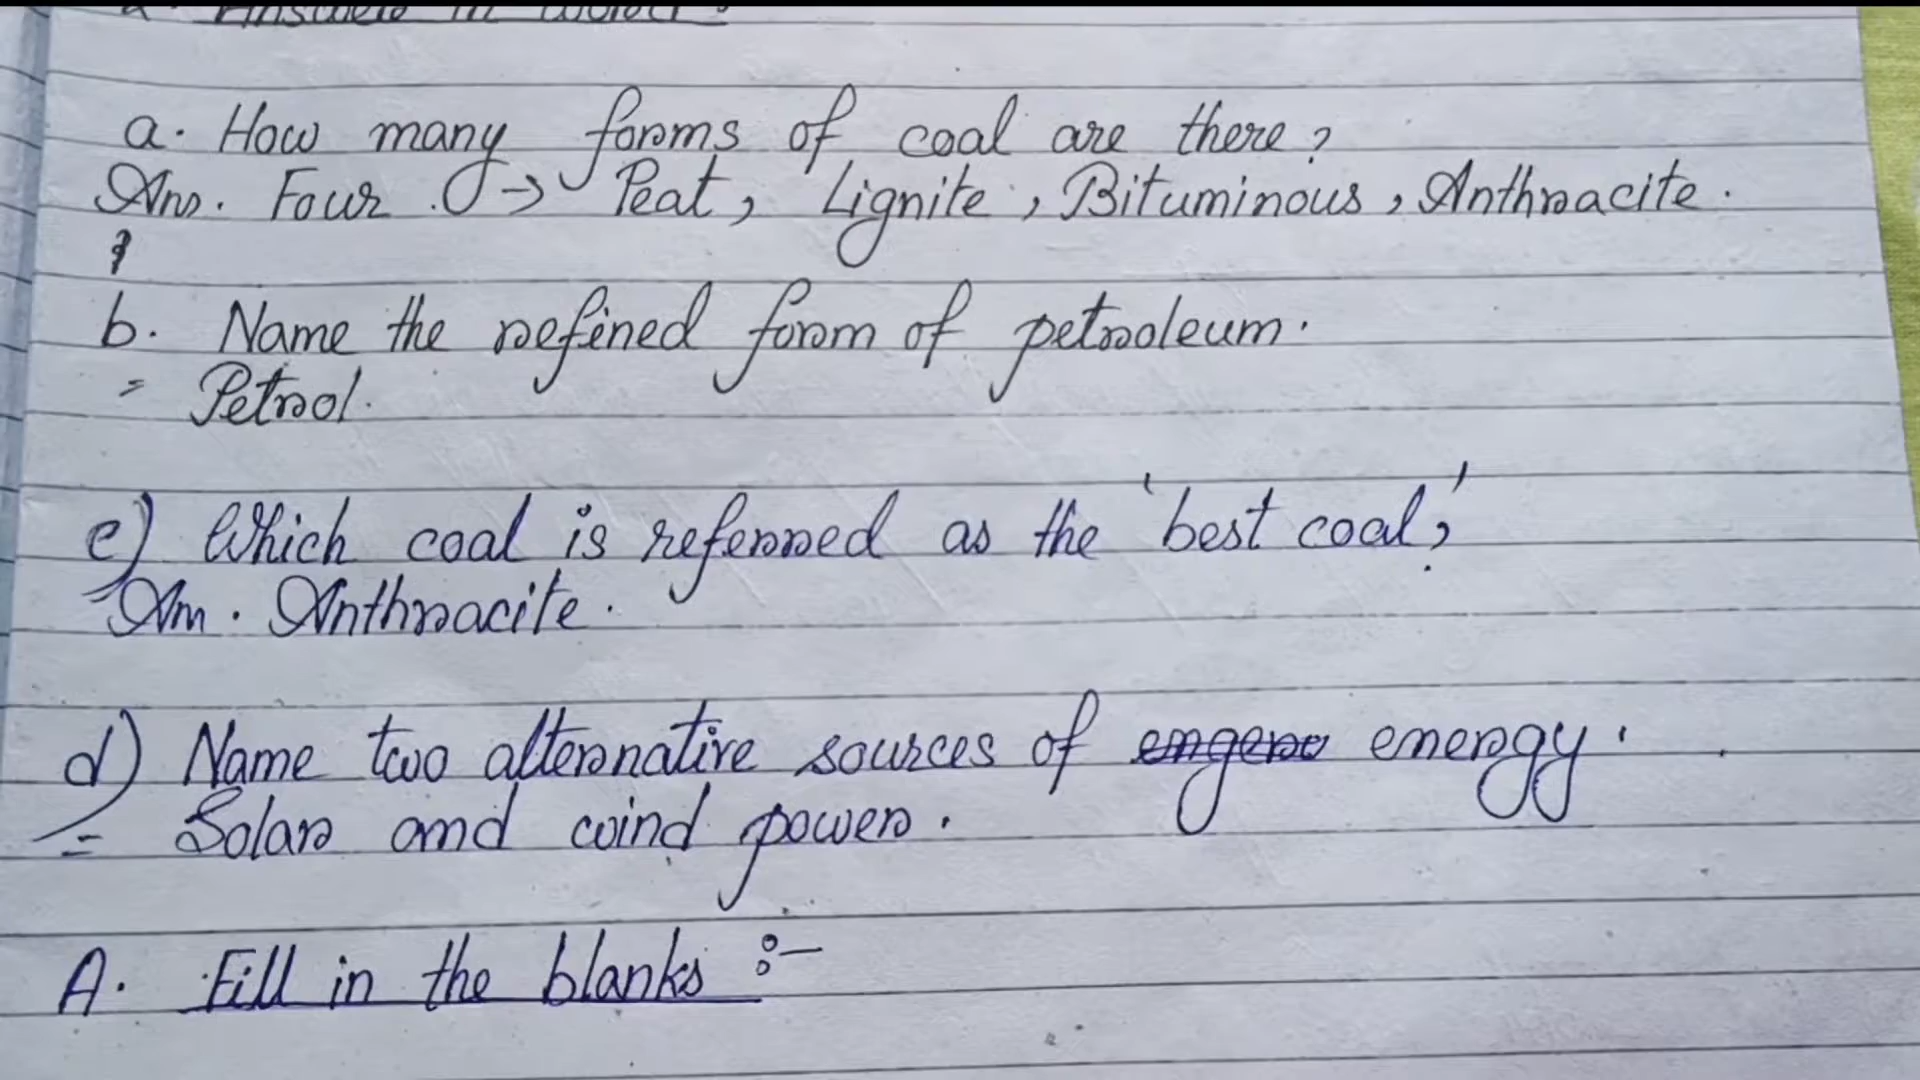 a. How many forms of coal are there?
Ans. Four. → Peat, Lignite, Bituminous, Anthracite.
b. Name the refined form of petroleum.
= Petrol.
c) Which coal is referred as the 'best coal,'
Ans. Anthracite.
d) Name two alternative sources of energy.
= Solar and wind power.
A. Fill in the blanks :-